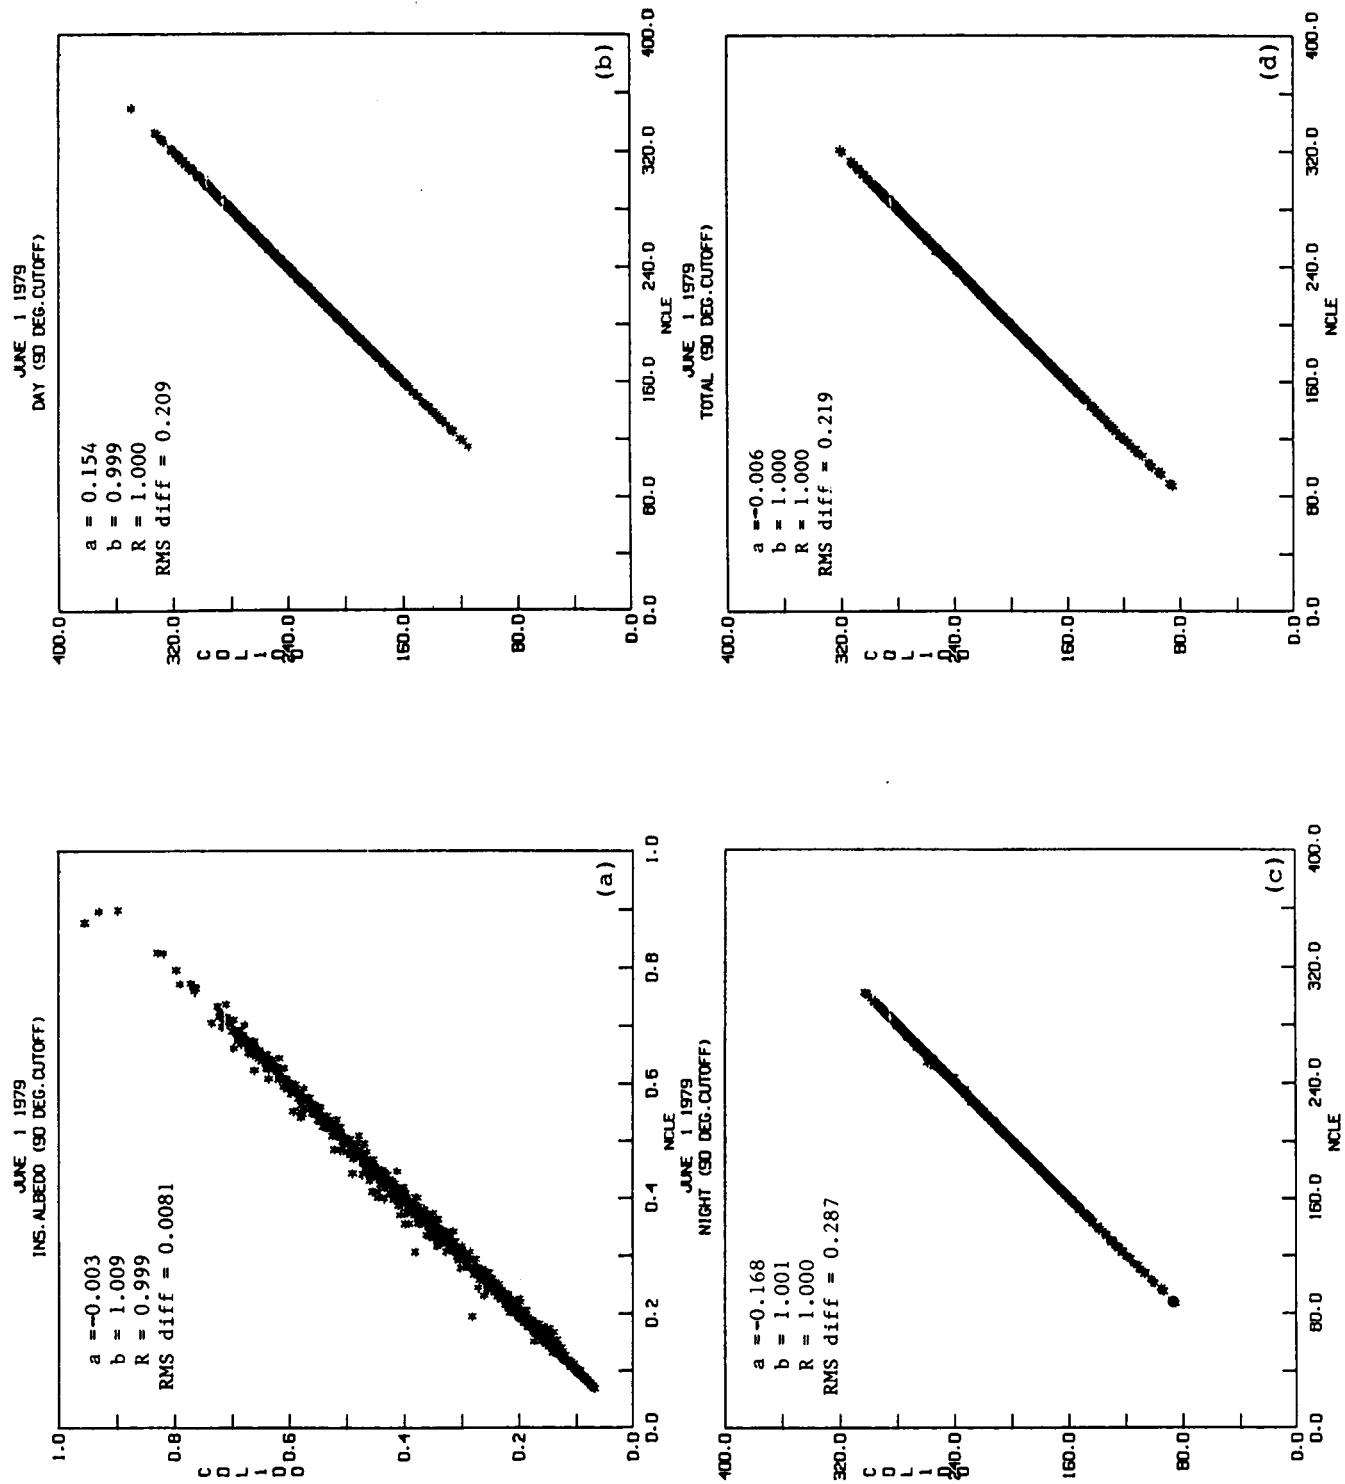 JUNE 1 1979
INS. ALBEDO (90 DEG.CUTOFF)
a =-0.003
b = 1.009
R = 0.999
RMS diff = 0.0081
1.0
0.8
0.6
0.4
0.2
0.0
0.0
0.2
0.4
0.6
0.8
1.0
NCLE
(a)
JUNE 1 1979
DAY (90 DEG.CUTOFF)
a = 0.154
b = 0.999
R = 1.000
RMS diff = 0.209
400.0
320.0
240.0
160.0
80.0
0.0
0.0
80.0
160.0
240.0
320.0
400.0
NCLE
(b)
JUNE 1 1979
NIGHT (90 DEG.CUTOFF)
a =-0.168
b = 1.001
R = 1.000
RMS diff = 0.287
400.0
320.0
240.0
160.0
80.0
0.0
0.0
80.0
160.0
240.0
320.0
400.0
NCLE
(c)
JUNE 1 1979
TOTAL (90 DEG.CUTOFF)
a =-0.006
b = 1.000
R = 1.000
RMS diff = 0.219
400.0
320.0
240.0
160.0
80.0
0.0
0.0
80.0
160.0
240.0
320.0
400.0
NCLE
(d)